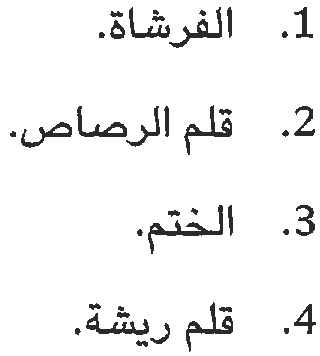 1. الفرشاة.
2. قلم الرصاص.
3. الختم.
4. قلم ريشة.